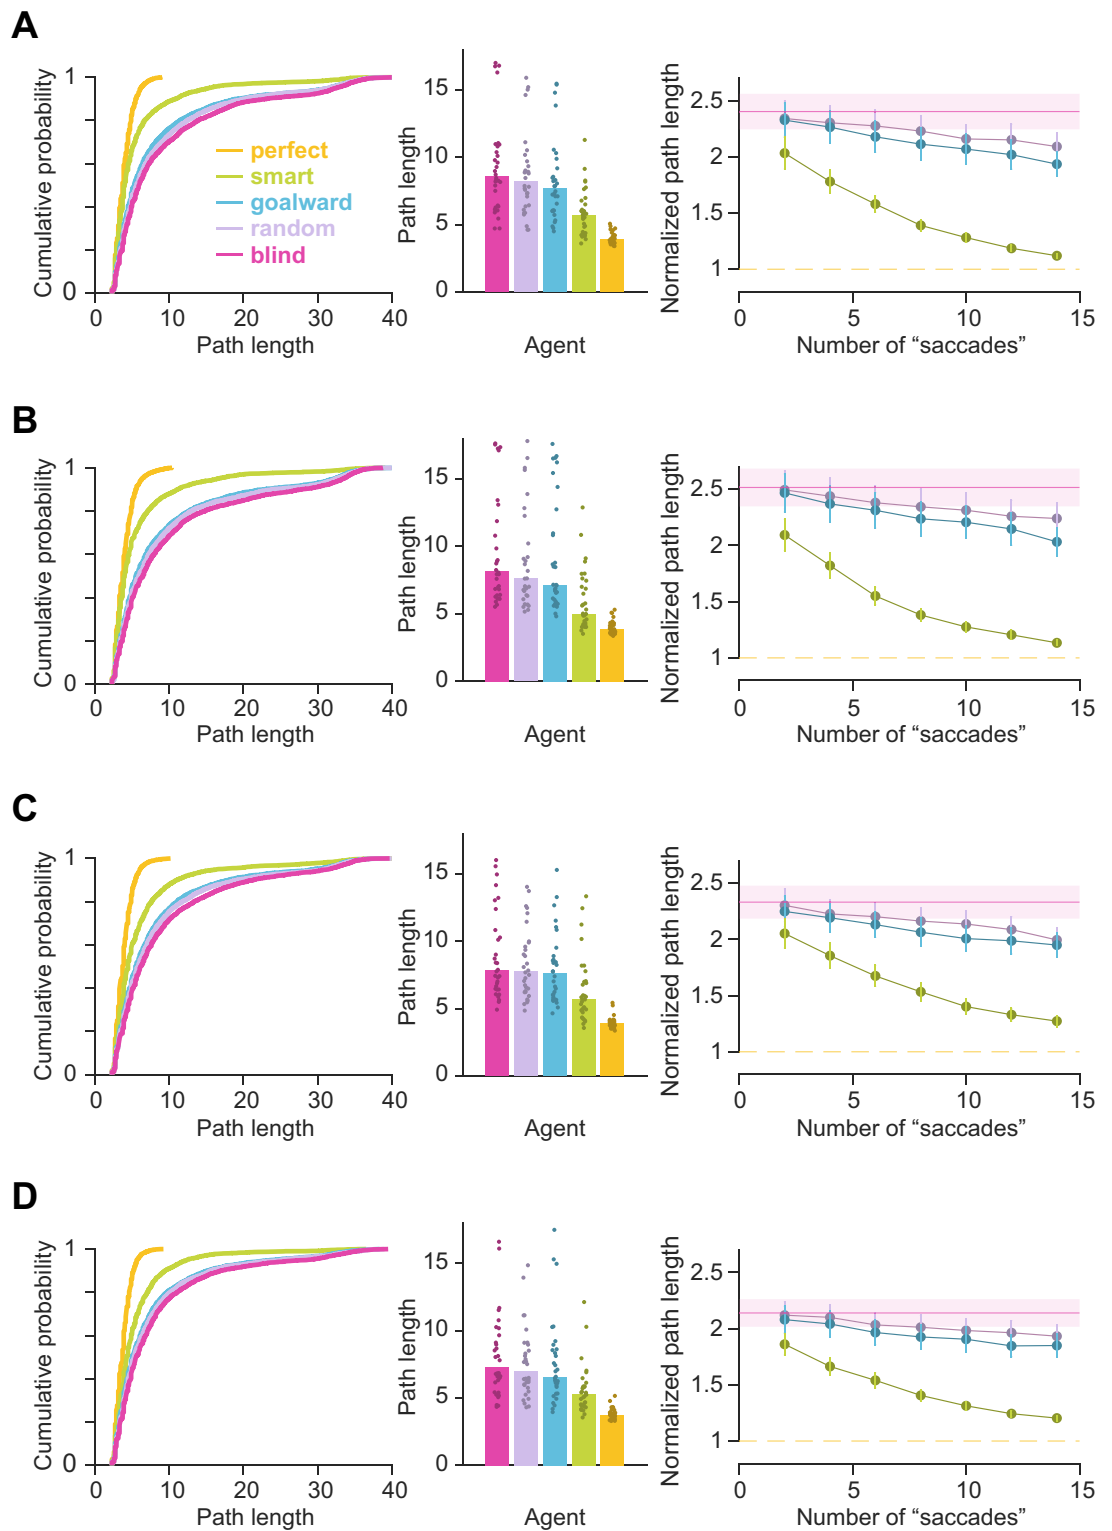 A
Cumulative probability
1
0
0 10 20 30 40
Path length
perfect
smart
goalward
random
blind
Path length
15
10
5
0
Agent
Normalized path length
2.5
2
1.5
1
0 5 10 15
Number of “saccades”
B
Cumulative probability
1
0
0 10 20 30 40
Path length
Path length
15
10
5
0
Agent
Normalized path length
2.5
2
1.5
1
0 5 10 15
Number of “saccades”
C
Cumulative probability
1
0
0 10 20 30 40
Path length
Path length
15
10
5
0
Agent
Normalized path length
2.5
2
1.5
1
0 5 10 15
Number of “saccades”
D
Cumulative probability
1
0
0 10 20 30 40
Path length
Path length
15
10
5
0
Agent
Normalized path length
2.5
2
1.5
1
0 5 10 15
Number of “saccades”